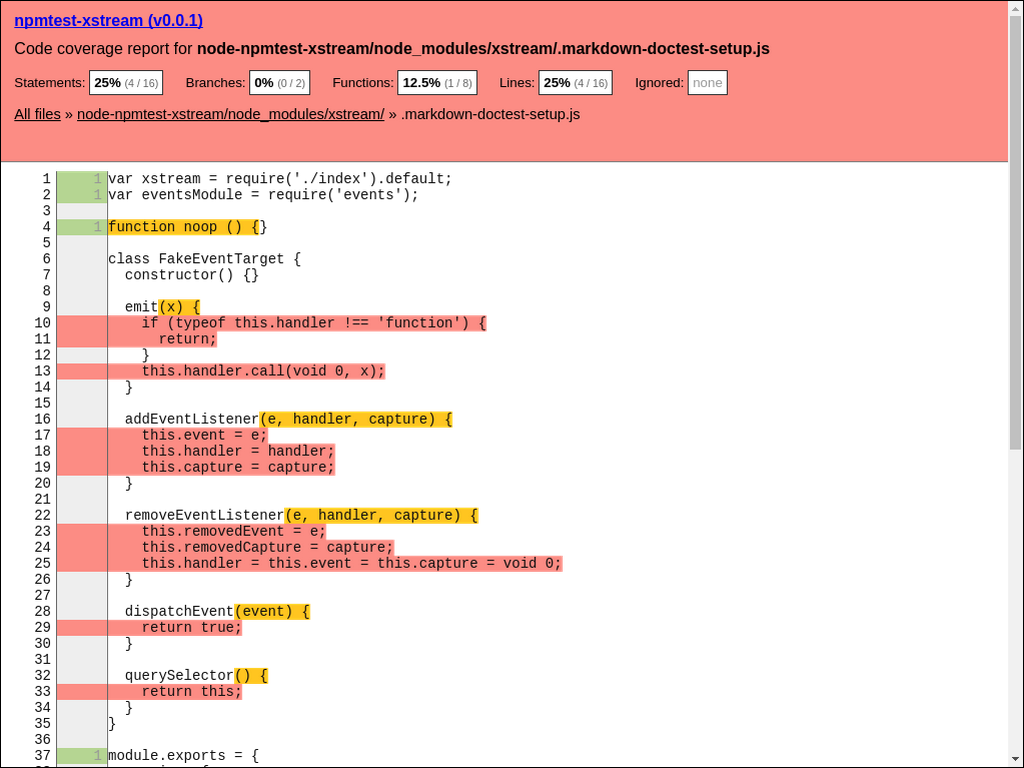 npmtest-xstream (v0.0.1)
Code coverage report for node-npmtest-xstream/node_modules/xstream/.markdown-doctest-setup.js
Statements: 25% (4 / 16) Branches: 0% (0 / 2) Functions: 12.5% (1 / 8) Lines: 25% (4 / 16) Ignored: none
All files » node-npmtest-xstream/node_modules/xstream/ » .markdown-doctest-setup.js
1 1 var xstream = require('./index').default;
2 1 var eventsModule = require('events');
3
4 1 function noop () {}
5
6 class FakeEventTarget {
7   constructor() {}
8
9   emit(x) {
10     if (typeof this.handler !== 'function') {
11       return;
12     }
13     this.handler.call(void 0, x);
14   }
15
16   addEventListener(e, handler, capture) {
17     this.event = e;
18     this.handler = handler;
19     this.capture = capture;
20   }
21
22   removeEventListener(e, handler, capture) {
23     this.removedEvent = e;
24     this.removedCapture = capture;
25     this.handler = this.event = this.capture = void 0;
26   }
27
28   dispatchEvent(event) {
29     return true;
30   }
31
32   querySelector() {
33     return this;
34   }
35 }
36
37 1 module.exports = {